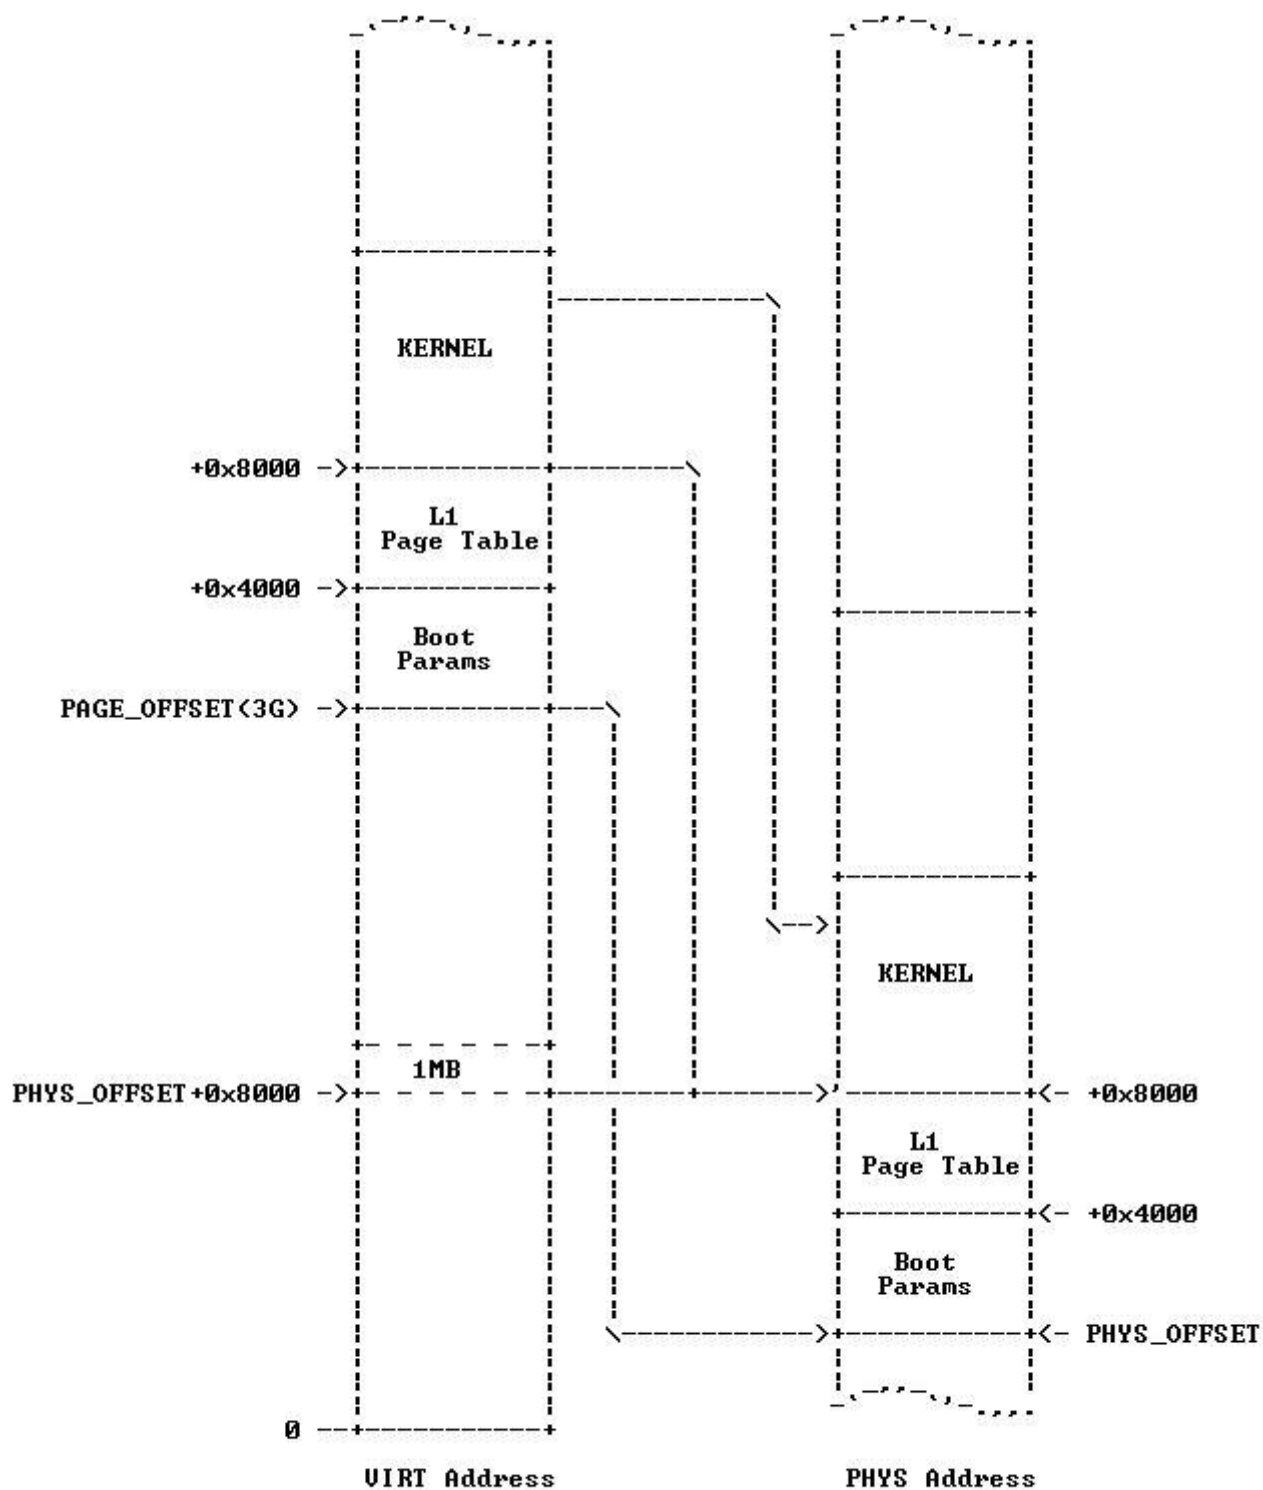 KERNEL
+0x8000 ->
L1
Page Table
+0x4000 ->
Boot
Params
PAGE_OFFSET(3G) ->
KERNEL
1MB
PHYS_OFFSET+0x8000 ->
<- +0x8000
L1
Page Table
<- +0x4000
Boot
Params
<- PHYS_OFFSET
0
VIRT Address
PHYS Address